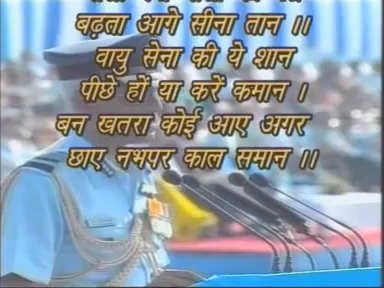 बढ़ता आगे सीना तान ।।
वायु सेना की ये शान
पीछे हों या करें कमान ।
बन खतरा कोई आए अगर
छाए नभपर काल समान ।।